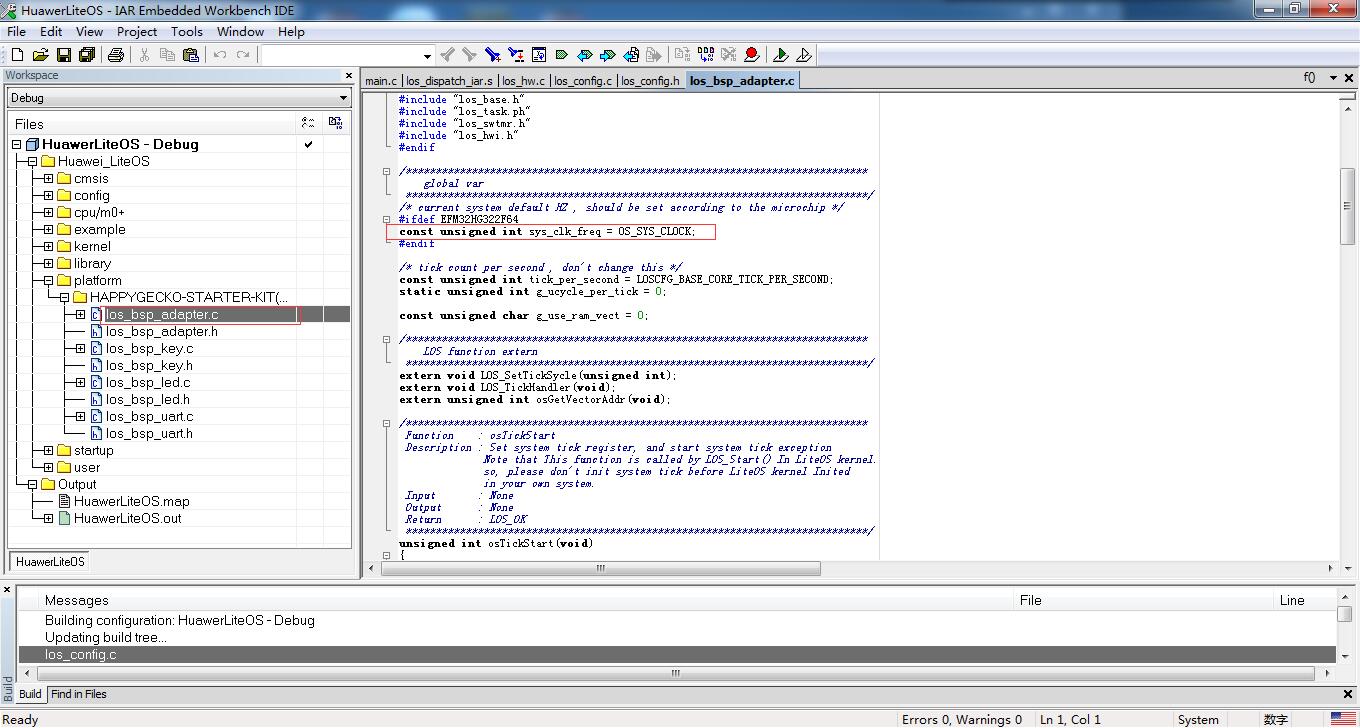 HuawerLiteOS - IAR Embedded Workbench IDE
File Edit View Project Tools Window Help
Workspace
Debug
Files
HuawerLiteOS - Debug
Huawei_LiteOS
cmsis
config
cpu/m0+
example
kernel
library
platform
HAPPYGECKO-STARTER-KIT(...
los_bsp_adapter.c
los_bsp_adapter.h
los_bsp_key.c
los_bsp_key.h
los_bsp_led.c
los_bsp_led.h
los_bsp_uart.c
los_bsp_uart.h
startup
user
Output
HuawerLiteOS.map
HuawerLiteOS.out
HuawerLiteOS
main.c los_dispatch_iar.s los_hw.c los_config.c los_config.h los_bsp_adapter.c f()
#include "los_base.h"
#include "los_task.ph"
#include "los_swtmr.h"
#include "los_hwi.h"
#endif
/******************************************************************************
global var
******************************************************************************/
/* current system default HZ , should be set according to the microchip */
#ifdef EFM32HG322F64
const unsigned int sys_clk_freq = OS_SYS_CLOCK;
#endif
/* tick count per second , don't change this */
const unsigned int tick_per_second = LOSCFG_BASE_CORE_TICK_PER_SECOND;
static unsigned int g_ucycle_per_tick = 0;
const unsigned char g_use_ram_vect = 0;
/******************************************************************************
LOS function extern
******************************************************************************/
extern void LOS_SetTickSycle(unsigned int);
extern void LOS_TickHandler(void);
extern unsigned int osGetVectorAddr(void);
/******************************************************************************
Function : osTickStart
Description : Set system tick register, and start system tick exception
Note that This function is called by LOS_Start() In LiteOS kernel.
so, please don't init system tick before LiteOS kernel Inited
in your own system.
Input : None
Output : None
Return : LOS_OK
******************************************************************************/
unsigned int osTickStart(void)
{
Messages File Line
Building configuration: HuawerLiteOS - Debug
Updating build tree...
los_config.c
Build
Build Find in Files
Ready Errors 0, Warnings 0 Ln 1, Col 1 System 数字